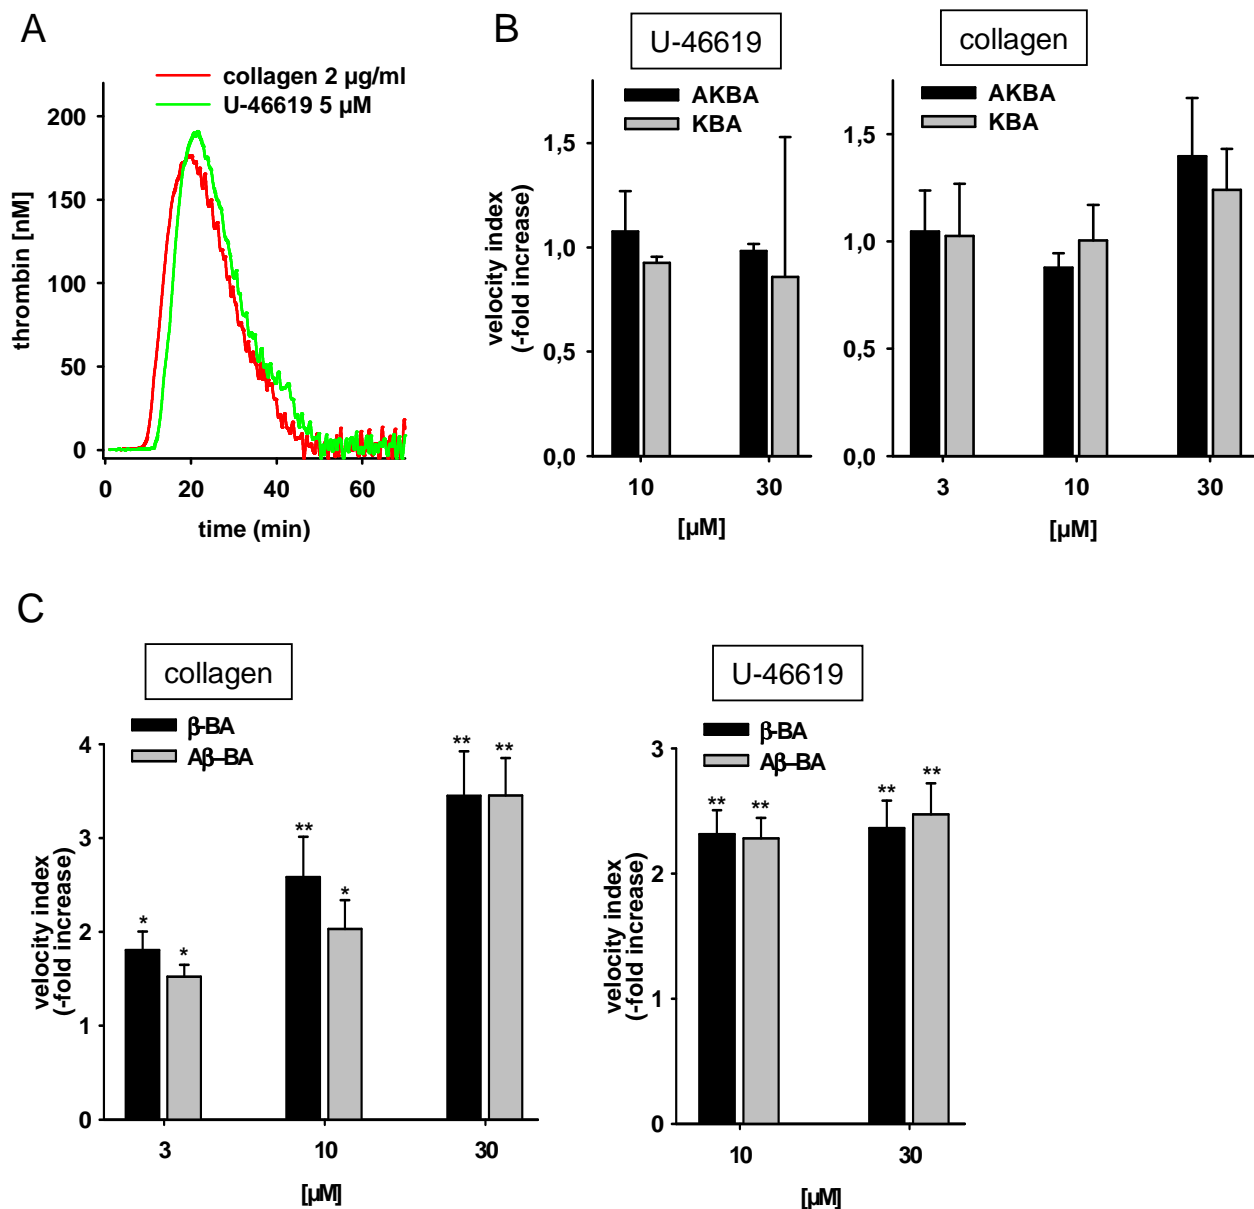 A
collagen 2 µg/ml
U-46619 5 µM
thrombin [nM]
200
150
100
50
0
0 20 40 60
time (min)
B
U-46619
AKBA
KBA
velocity index
(-fold increase)
1,5
1,0
0,5
0,0
10 30
[µM]
collagen
AKBA
KBA
1,5
1,0
0,5
0,0
3 10 30
[µM]
C
collagen
β-BA
Aβ–BA
velocity index
(-fold increase)
4
3
2
1
0
* * ** * ** **
3 10 30
[µM]
U-46619
β-BA
Aβ–BA
velocity index
(-fold increase)
3
2
1
0
** ** ** **
10 30
[µM]